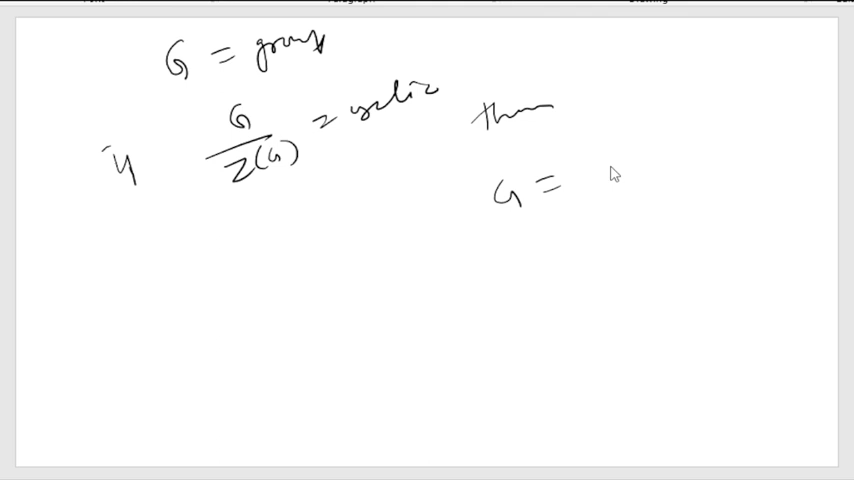 G = group
if G/Z(G) = cyclic then
G =